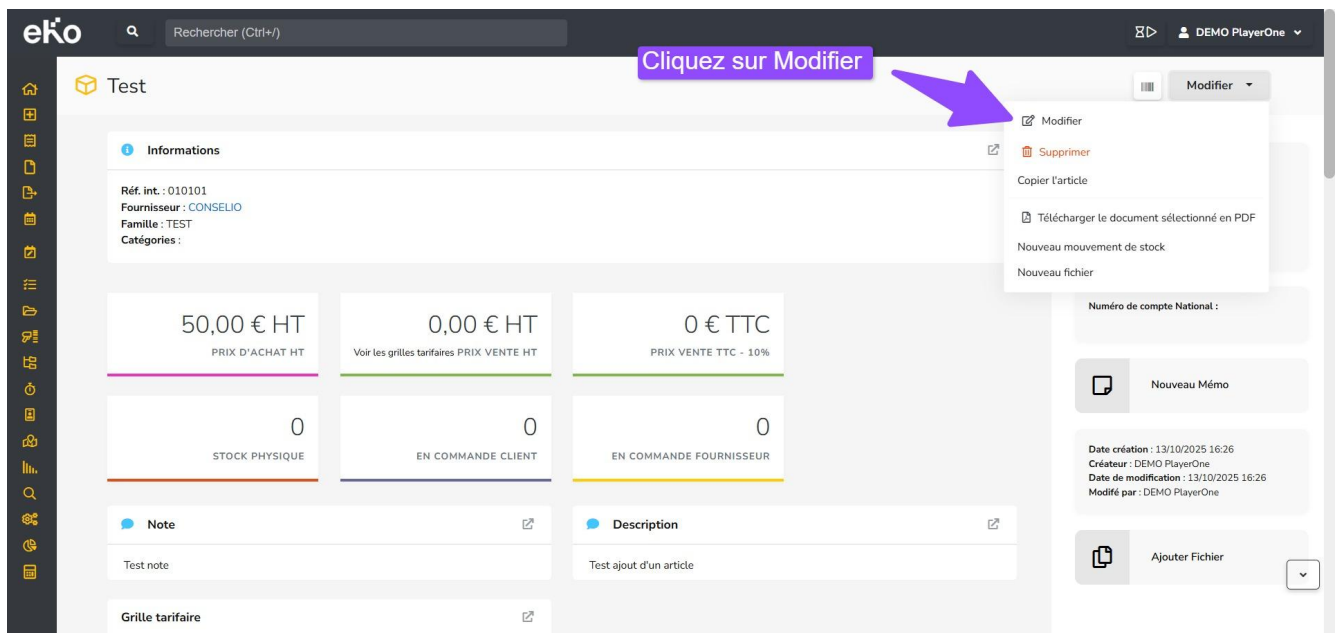 eko
Rechercher (Ctrl+/)
DEMO PlayerOne
Cliquez sur Modifier
Test
Modifier
Modifier
Supprimer
Copier l'article
Télécharger le document sélectionné en PDF
Nouveau mouvement de stock
Nouveau fichier
Informations
Réf. int. : 010101
Fournisseur : CONSELIO
Famille : TEST
Catégories :
50,00 € HT
PRIX D'ACHAT HT
0,00 € HT
Voir les grilles tarifaires PRIX VENTE HT
0 € TTC
PRIX VENTE TTC - 10%
Numéro de compte National :
0
STOCK PHYSIQUE
0
EN COMMANDE CLIENT
0
EN COMMANDE FOURNISSEUR
Nouveau Mémo
Date création : 13/10/2025 16:26
Créateur : DEMO PlayerOne
Date de modification : 13/10/2025 16:26
Modifé par : DEMO PlayerOne
Note
Test note
Description
Test ajout d'un article
Ajouter Fichier
Grille tarifaire